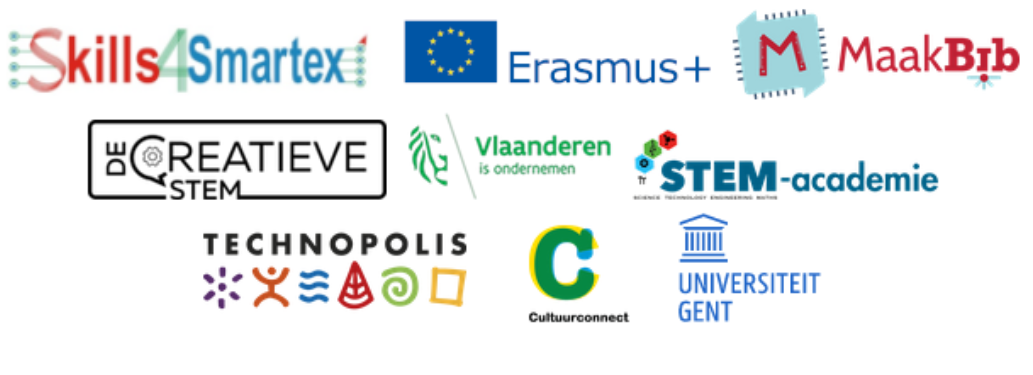 Skills4Smartex
Erasmus+
M
MaakBib
DE CREATIEVE
STEM
Vlaanderen
is ondernemen
STEM-academie
SCIENCE TECHNOLOGY ENGINEERING MATHS
TECHNOPOLIS
C
Cultuurconnect
UNIVERSITEIT
GENT